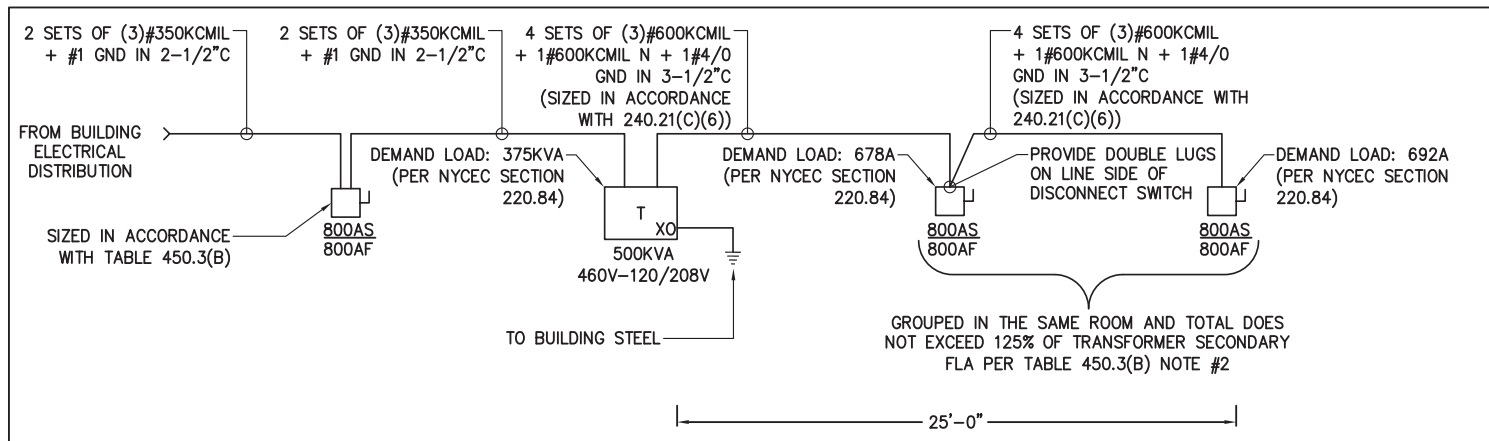 2 SETS OF (3)#350KCMIL
+ #1 GND IN 2-1/2"C
2 SETS OF (3)#350KCMIL
+ #1 GND IN 2-1/2"C
4 SETS OF (3)#600KCMIL
+ 1#600KCMIL N + 1#4/0
GND IN 3-1/2"C
(SIZED IN ACCORDANCE
WITH 240.21(C)(6))
4 SETS OF (3)#600KCMIL
+ 1#600KCMIL N + 1#4/0
GND IN 3-1/2"C
(SIZED IN ACCORDANCE WITH
240.21(C)(6))
FROM BUILDING
ELECTRICAL
DISTRIBUTION
SIZED IN ACCORDANCE
WITH TABLE 450.3(B)
800AS
800AF
DEMAND LOAD: 375KVA
(PER NYCEC SECTION
220.84)
T
XO
500KVA
460V-120/208V
TO BUILDING STEEL
DEMAND LOAD: 678A
(PER NYCEC SECTION
220.84)
800AS
800AF
PROVIDE DOUBLE LUGS
ON LINE SIDE OF
DISCONNECT SWITCH
DEMAND LOAD: 692A
(PER NYCEC SECTION
220.84)
800AS
800AF
GROUPED IN THE SAME ROOM AND TOTAL DOES
NOT EXCEED 125% OF TRANSFORMER SECONDARY
FLA PER TABLE 450.3(B) NOTE #2
25'-0"